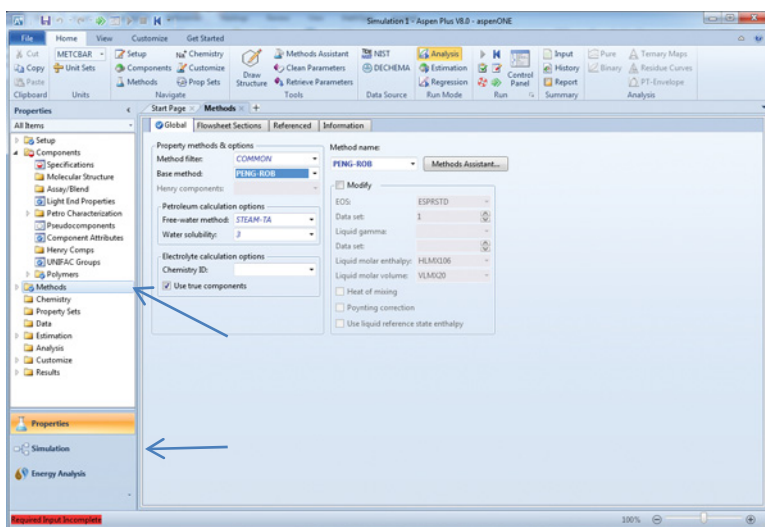 Simulation 1 - Aspen Plus V8.0 - aspenONE
File Home View Customize Get Started
Cut METCBAR Setup Chemistry Methods Assistant NIST Analysis Input Pure Ternary Maps
Copy Unit Sets Components Customize Clean Parameters DECHEMA Estimation History Binary Residue Curves
Paste Methods Prop Sets Draw Structure Retrieve Parameters Regression Control Panel Report PT-Envelope
Clipboard Units Navigate Tools Data Source Run Mode Run Summary Analysis
Properties
All Items
Setup
Components
Specifications
Molecular Structure
Assay/Blend
Light End Properties
Petro Characterization
Pseudocomponents
Component Attributes
Henry Comps
UNIFAC Groups
Polymers
Methods
Chemistry
Property Sets
Data
Estimation
Analysis
Customize
Results
Properties
Simulation
Energy Analysis
Start Page Methods +
Global Flowsheet Sections Referenced Information
Property methods & options
Method filter: COMMON
Base method: PENG-ROB
Henry components:
Petroleum calculation options
Free-water method: STEAM-TA
Water solubility: 3
Electrolyte calculation options
Chemistry ID:
Use true components
Method name:
PENG-ROB Methods Assistant...
Modify
EOS: ESPRSTD
Data set: 1
Liquid gamma:
Data set:
Liquid molar enthalpy: HLMX106
Liquid molar volume: VLMX20
Heat of mixing
Poynting correction
Use liquid reference state enthalpy
Required Input Incomplete
100%